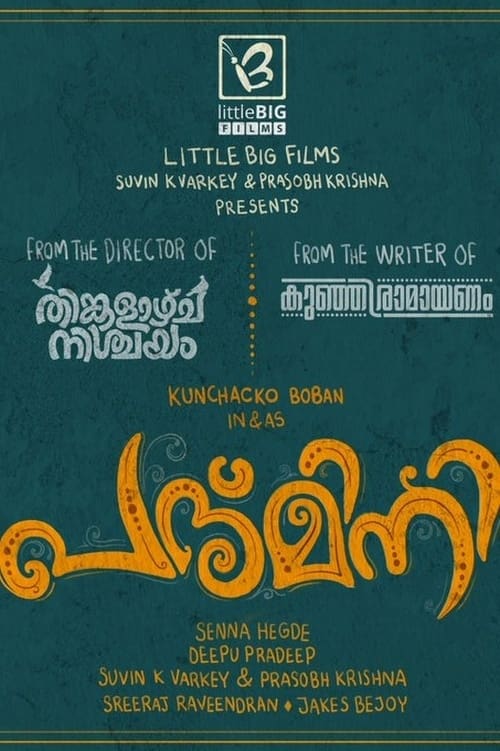 littleBIG
FILMS
LITTLE BIG FILMS
SUVIN K VARKEY & PRASOBH KRISHNA
PRESENTS
FROM THE DIRECTOR OF
തിങ്കളാഴ്ച
നിശ്ചയം
FROM THE WRITER OF
കുഞ്ഞിരാമായണം
KUNCHACKO BOBAN
IN & AS
പദ്മിനി
SENNA HEGDE
DEEPU PRADEEP
SUVIN K VARKEY & PRASOBH KRISHNA
SREERAJ RAVEENDRAN ♦ JAKES BEJOY